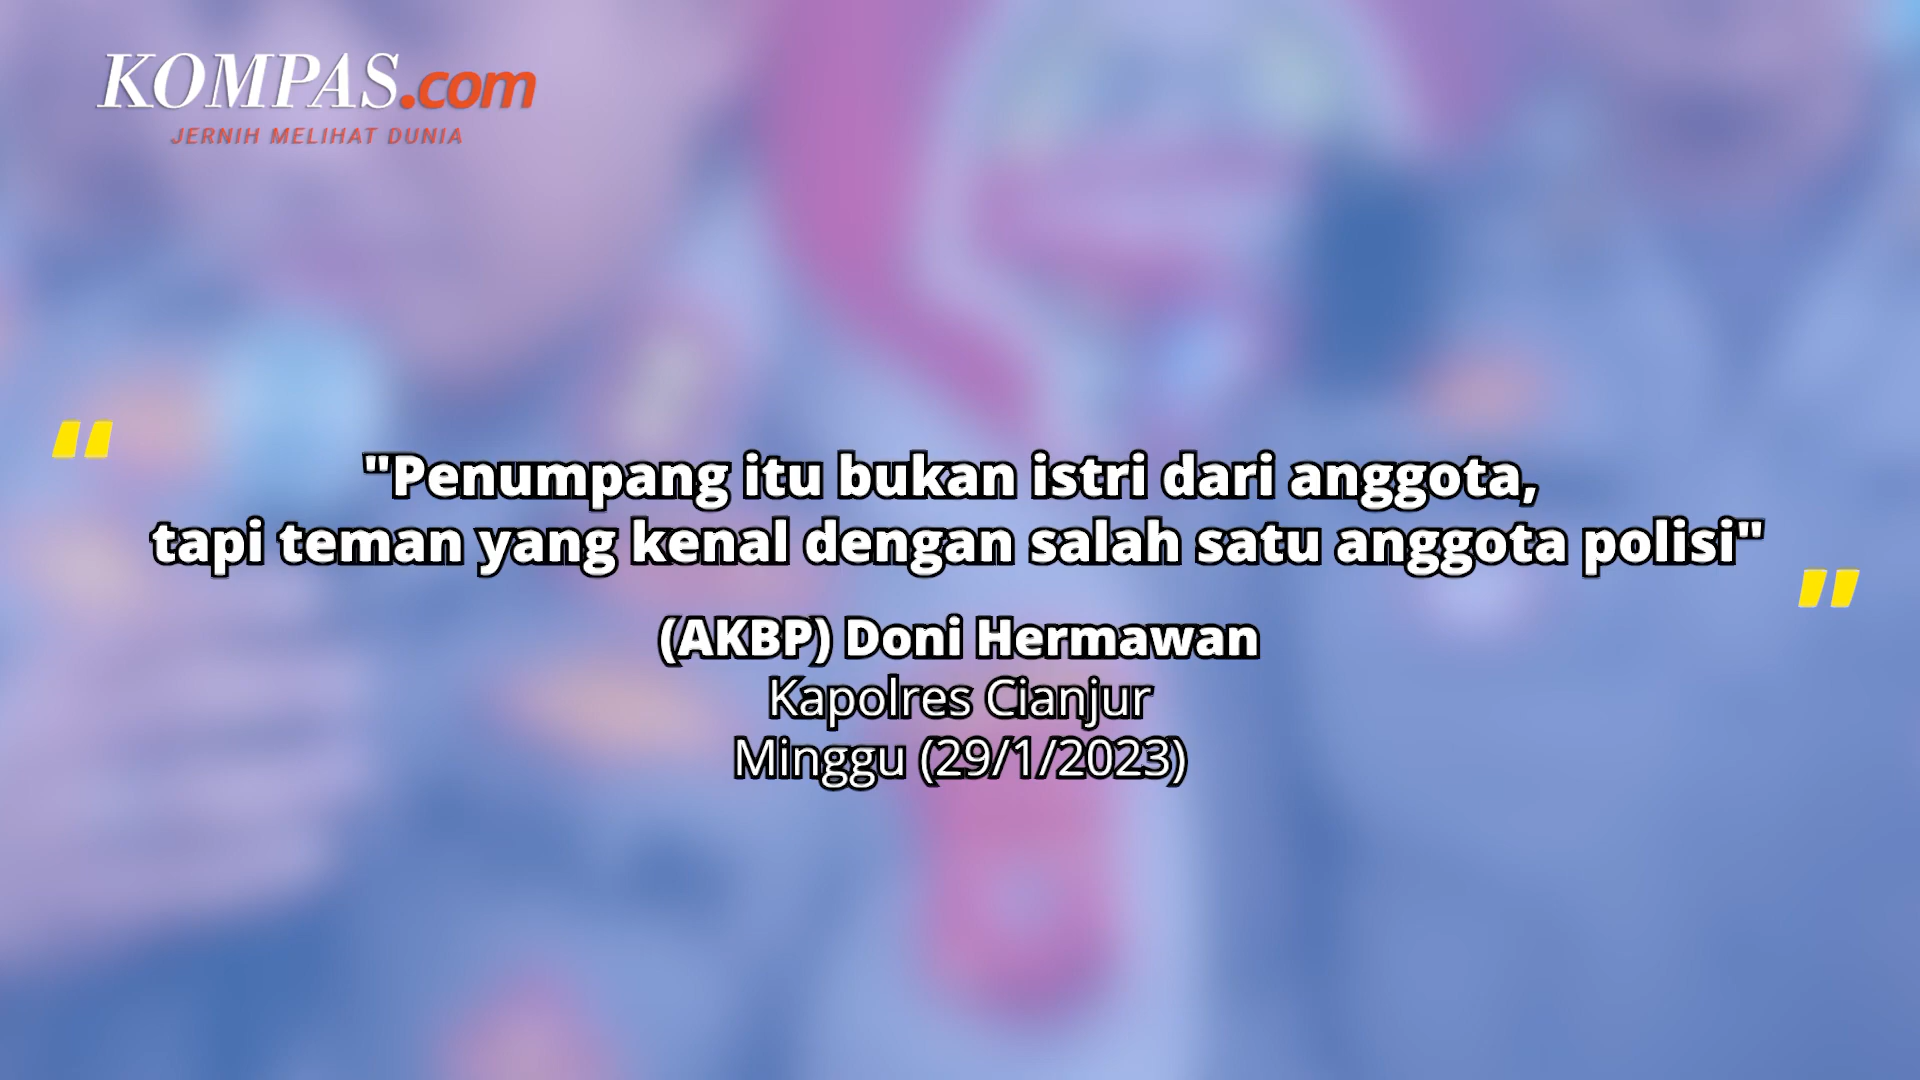 KOMPAS.com
JERNIH MELIHAT DUNIA
"Penumpang itu bukan istri dari anggota,
tapi teman yang kenal dengan salah satu anggota polisi"
(AKBP) Doni Hermawan
Kapolres Cianjur
Minggu (29/1/2023)